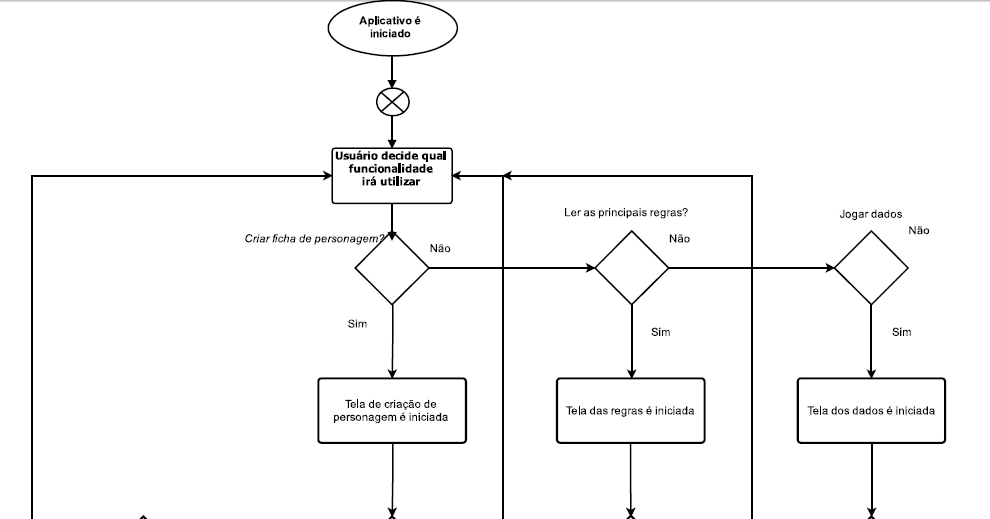 Aplicativo é
iniciado
Usuário decide qual
funcionalidade
irá utilizar
Criar ficha de personagem?
Não
Ler as principais regras?
Não
Jogar dados
Não
Sim
Sim
Sim
Tela de criação de
personagem é iniciada
Tela das regras é iniciada
Tela dos dados é iniciada